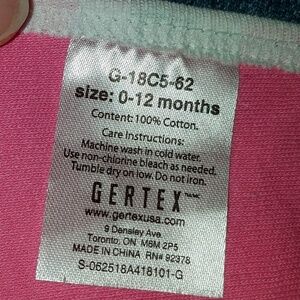 G-18C5-62
size: 0-12 months
Content: 100% Cotton.
Care Instructions:
Machine wash in cold water.
Use non-chlorine bleach as needed.
Tumble dry on low. Do not iron.
GERTEX
www.gertexusa.com
9 Densley Ave.
Toronto, ON M6M 2P5
MADE IN CHINA RN# 92378
S-062518A418101-G